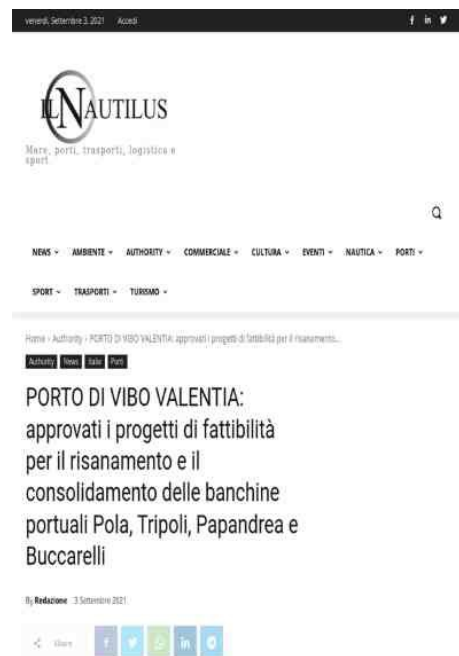 venerdì, Settembre 3, 2021 Accedi
IL NAUTILUS
Mare, porti, trasporti, logistica e
sport
NEWS AMBIENTE AUTHORITY COMMERCIALE CULTURA EVENTI NAUTICA PORTI
SPORT TRASPORTI TURISMO
Home › Authority › PORTO DI VIBO VALENTIA: approvati i progetti di fattibilità per il risanamento...
Authority News Italia Porti
PORTO DI VIBO VALENTIA:
approvati i progetti di fattibilità
per il risanamento e il
consolidamento delle banchine
portuali Pola, Tripoli, Papandrea e
Buccarelli
By Redazione 3 Settembre 2021
Share